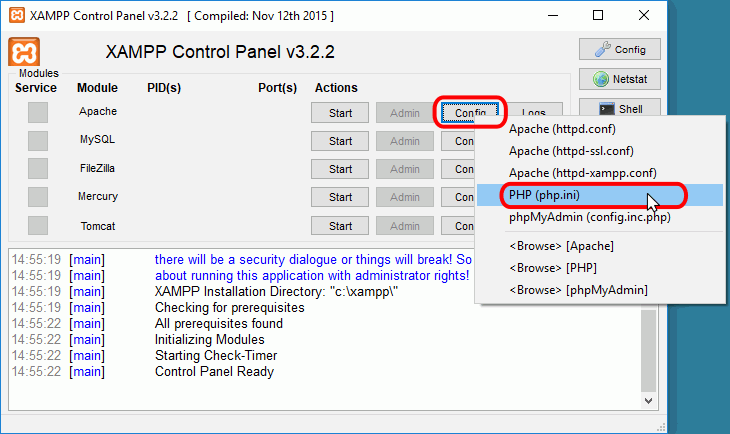 XAMPP Control Panel v3.2.2   [ Compiled: Nov 12th 2015 ]
XAMPP Control Panel v3.2.2
Config
Modules
Service Module PID(s) Port(s) Actions
Netstat
Apache Start Admin Config Logs
Shell
MySQL Start Admin
FileZilla Start Admin
Mercury Start Admin
Tomcat Start Admin
Apache (httpd.conf)
Apache (httpd-ssl.conf)
Apache (httpd-xampp.conf)
PHP (php.ini)
phpMyAdmin (config.inc.php)
<Browse> [Apache]
<Browse> [PHP]
<Browse> [phpMyAdmin]
14:55:19 [main] there will be a security dialogue or things will break! So
14:55:19 [main] about running this application with administrator rights!
14:55:19 [main] XAMPP Installation Directory: "c:\xampp\"
14:55:19 [main] Checking for prerequisites
14:55:22 [main] All prerequisites found
14:55:22 [main] Initializing Modules
14:55:22 [main] Starting Check-Timer
14:55:22 [main] Control Panel Ready